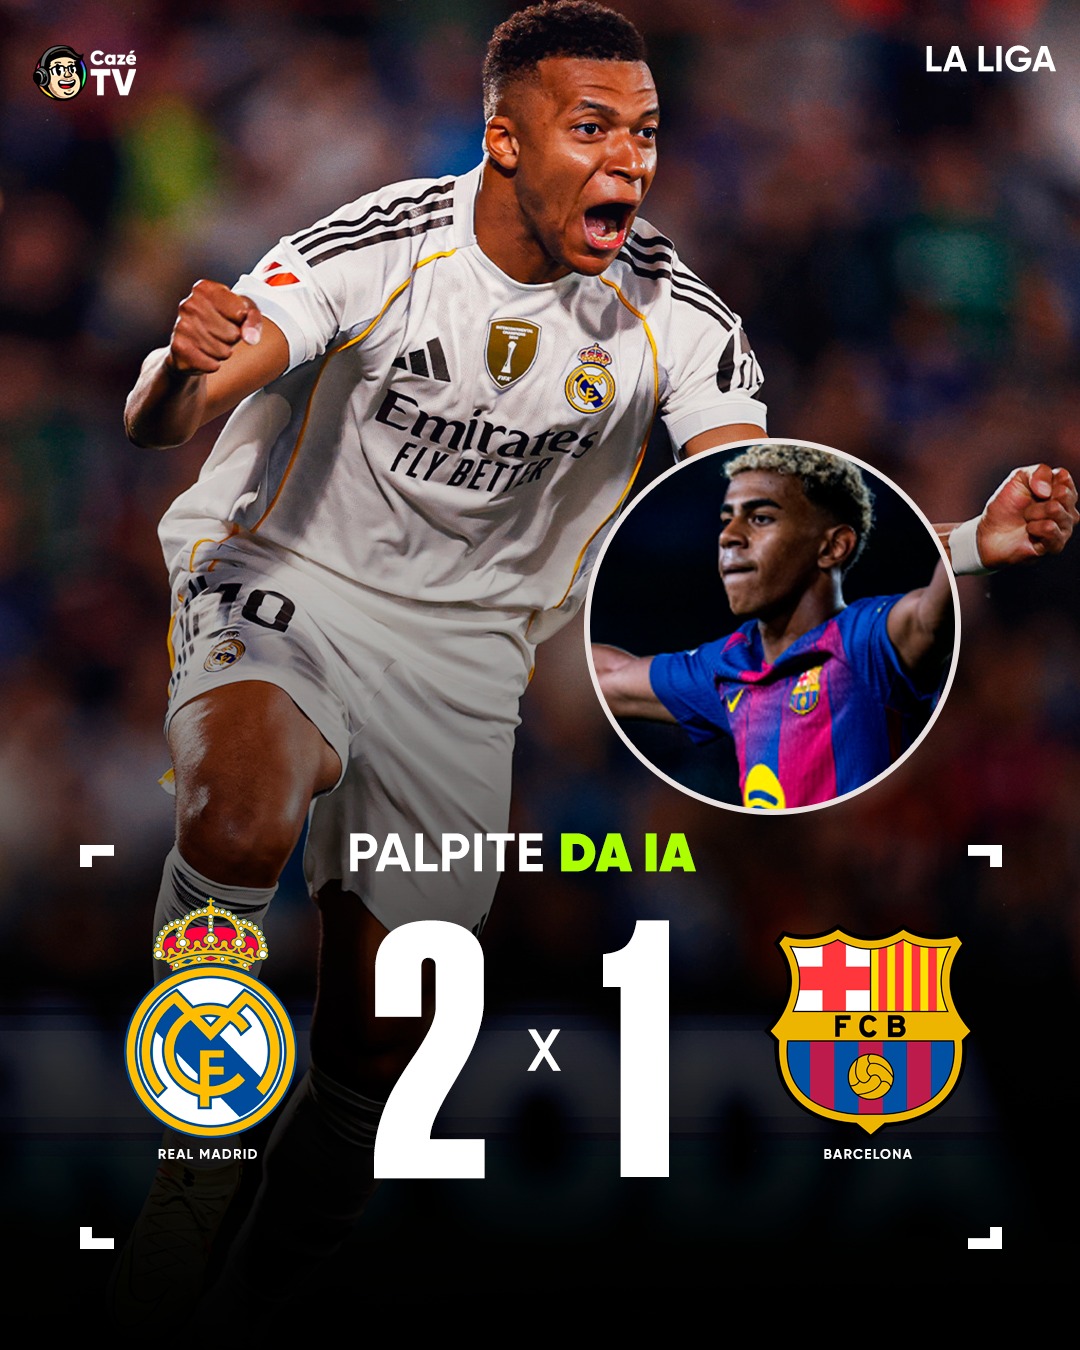 Cazé
TV
LA LIGA
Emirates
FLY BETTER
10
PALPITE DA IA
2 x 1
FCB
REAL MADRID
BARCELONA